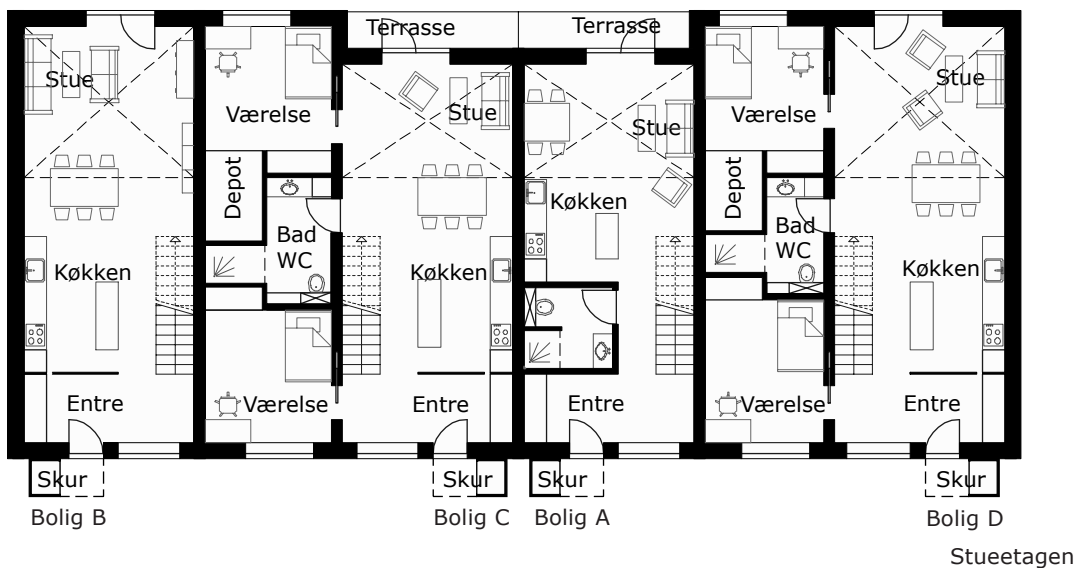 Terrasse
Terrasse
Stue
Stue
Stue
Stue
Værelse
Værelse
Depot
Depot
Køkken
Bad
WC
Bad
WC
Køkken
Køkken
Køkken
Entre
Værelse
Entre
Entre
Værelse
Entre
Skur
Skur
Skur
Skur
Bolig B
Bolig C
Bolig A
Bolig D
Stueetagen